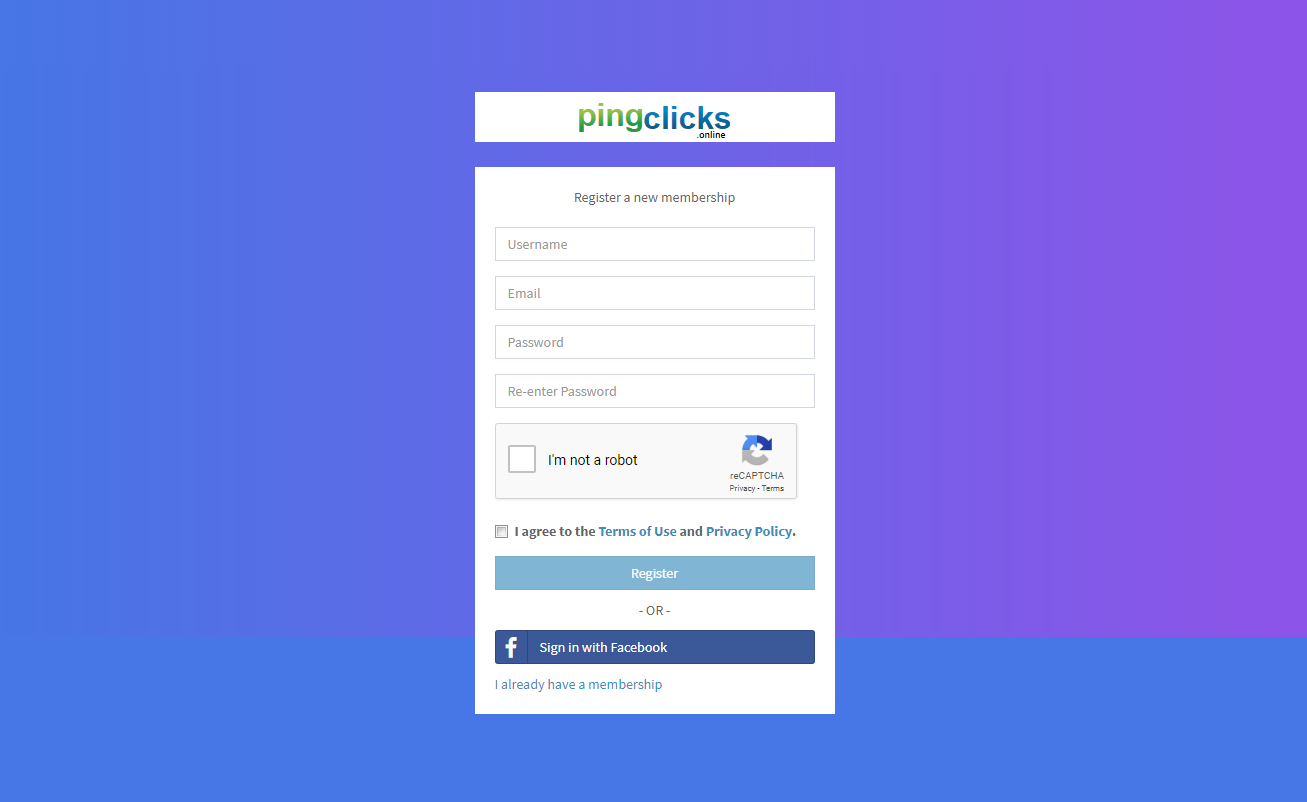 pingclicks
.online
Register a new membership
Username
Email
Password
Re-enter Password
I'm not a robot
reCAPTCHA
Privacy - Terms
I agree to the Terms of Use and Privacy Policy.
Register
- OR -
f Sign in with Facebook
I already have a membership